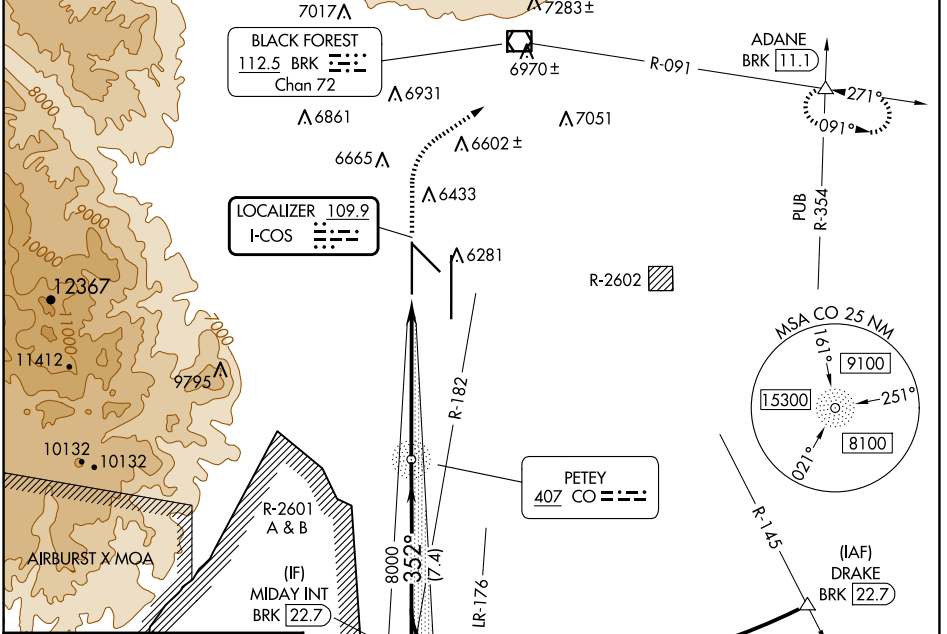 7017
7283±
BLACK FOREST
112.5 BRK
Chan 72
6970±
R-091
ADANE
BRK 11.1
271°
091°
8000
6931
6861
7051
6602±
6665
6433
PUB
R-354
9000
LOCALIZER 109.9
I-COS
6281
10000
R-2602
12367
11000
7000
MSA CO 25 NM
191°
9100
11412
9795
15300
251°
R-182
8100
021°
10132
10132
PETEY
407 CO
R-2601
A & B
R-145
AIRBURST X MOA
8000
352°
(7.4)
(IF)
MIDAY INT
BRK 22.7
LR-176
(IAF)
DRAKE
BRK 22.7